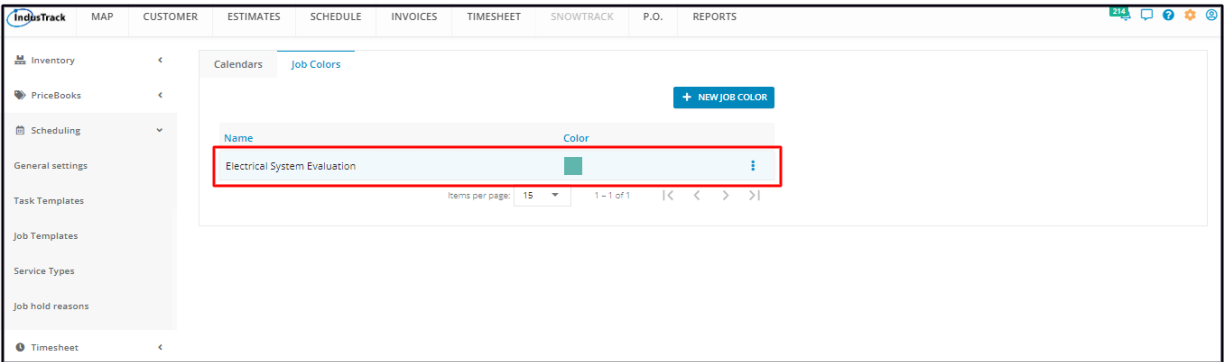 IndusTrack MAP CUSTOMER ESTIMATES SCHEDULE INVOICES TIMESHEET SNOWTRACK P.O. REPORTS 214
Inventory
PriceBooks
Scheduling
General settings
Task Templates
Job Templates
Service Types
Job hold reasons
Timesheet
Calendars Job Colors
+ NEW JOB COLOR
Name Color
Electrical System Evaluation
Items per page: 15 1 – 1 of 1